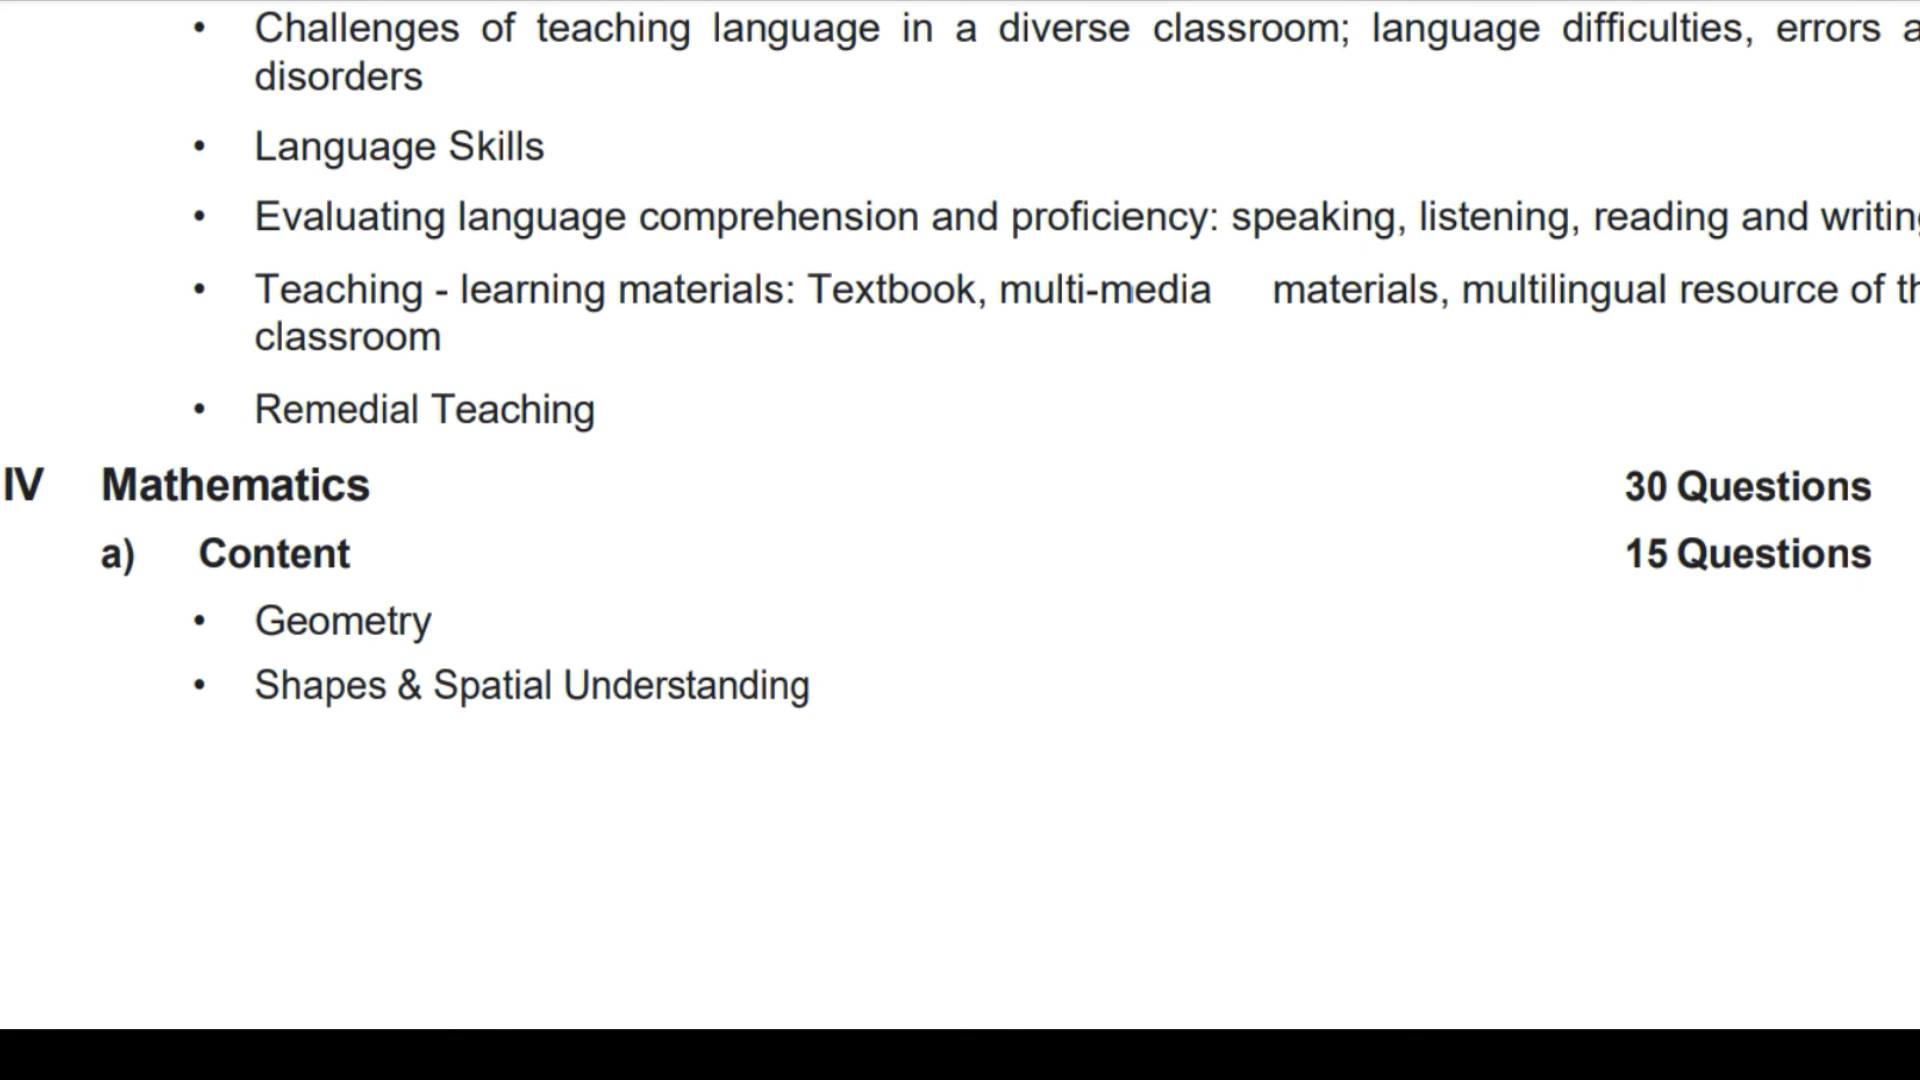 • Challenges of teaching language in a diverse classroom; language difficulties, errors
disorders
• Language Skills
• Evaluating language comprehension and proficiency: speaking, listening, reading and
• Teaching - learning materials: Textbook, multi-media materials, multilingual resource of
classroom
• Remedial Teaching
IV Mathematics 30 Questions
a) Content 15 Questions
• Geometry
• Shapes & Spatial Understanding